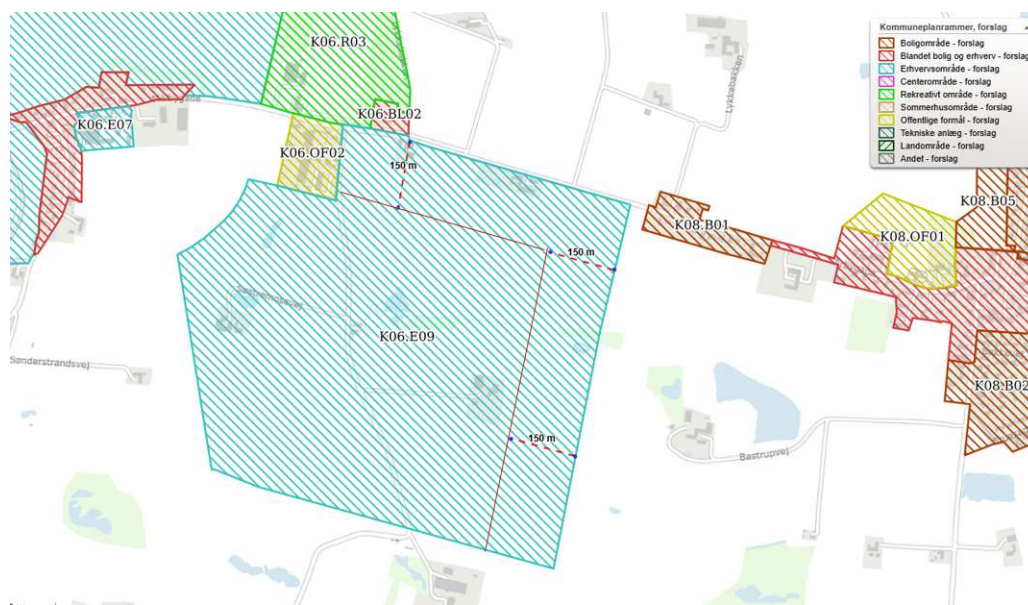 Kommuneplanrammer, forslag
Boligområde - forslag
Blandet bolig og erhverv - forslag
Erhvervsområde - forslag
Centerområde - forslag
Rekreativt område - forslag
Sommerhusområde - forslag
Offentlige formål - forslag
Tekniske anlæg - forslag
Landområde - forslag
Andet - forslag
K06.R03
Lykkebakken
K06.BL02
K06.E07
K06.OF02
150 m
K08.B05
K08.B01
K08.OF01
150 m
K06.E09
Sønderstrandsvej
K08.B02
150 m
Bastrupvej